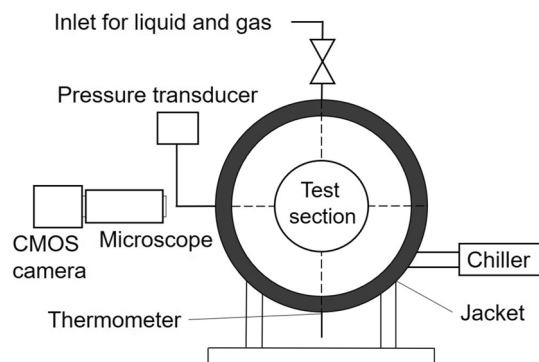 Inlet for liquid and gas
Pressure transducer
Test
section
CMOS
camera
Microscope
Chiller
Thermometer
Jacket